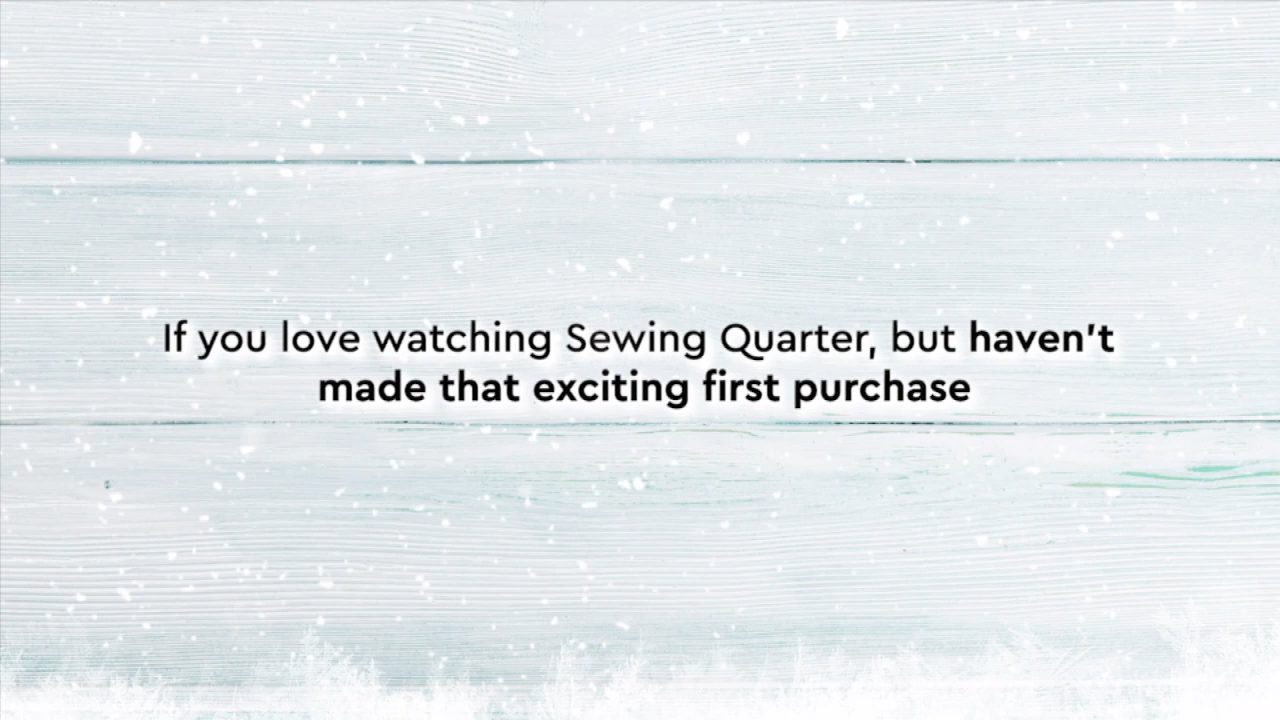 If you love watching Sewing Quarter, but haven't
made that exciting first purchase